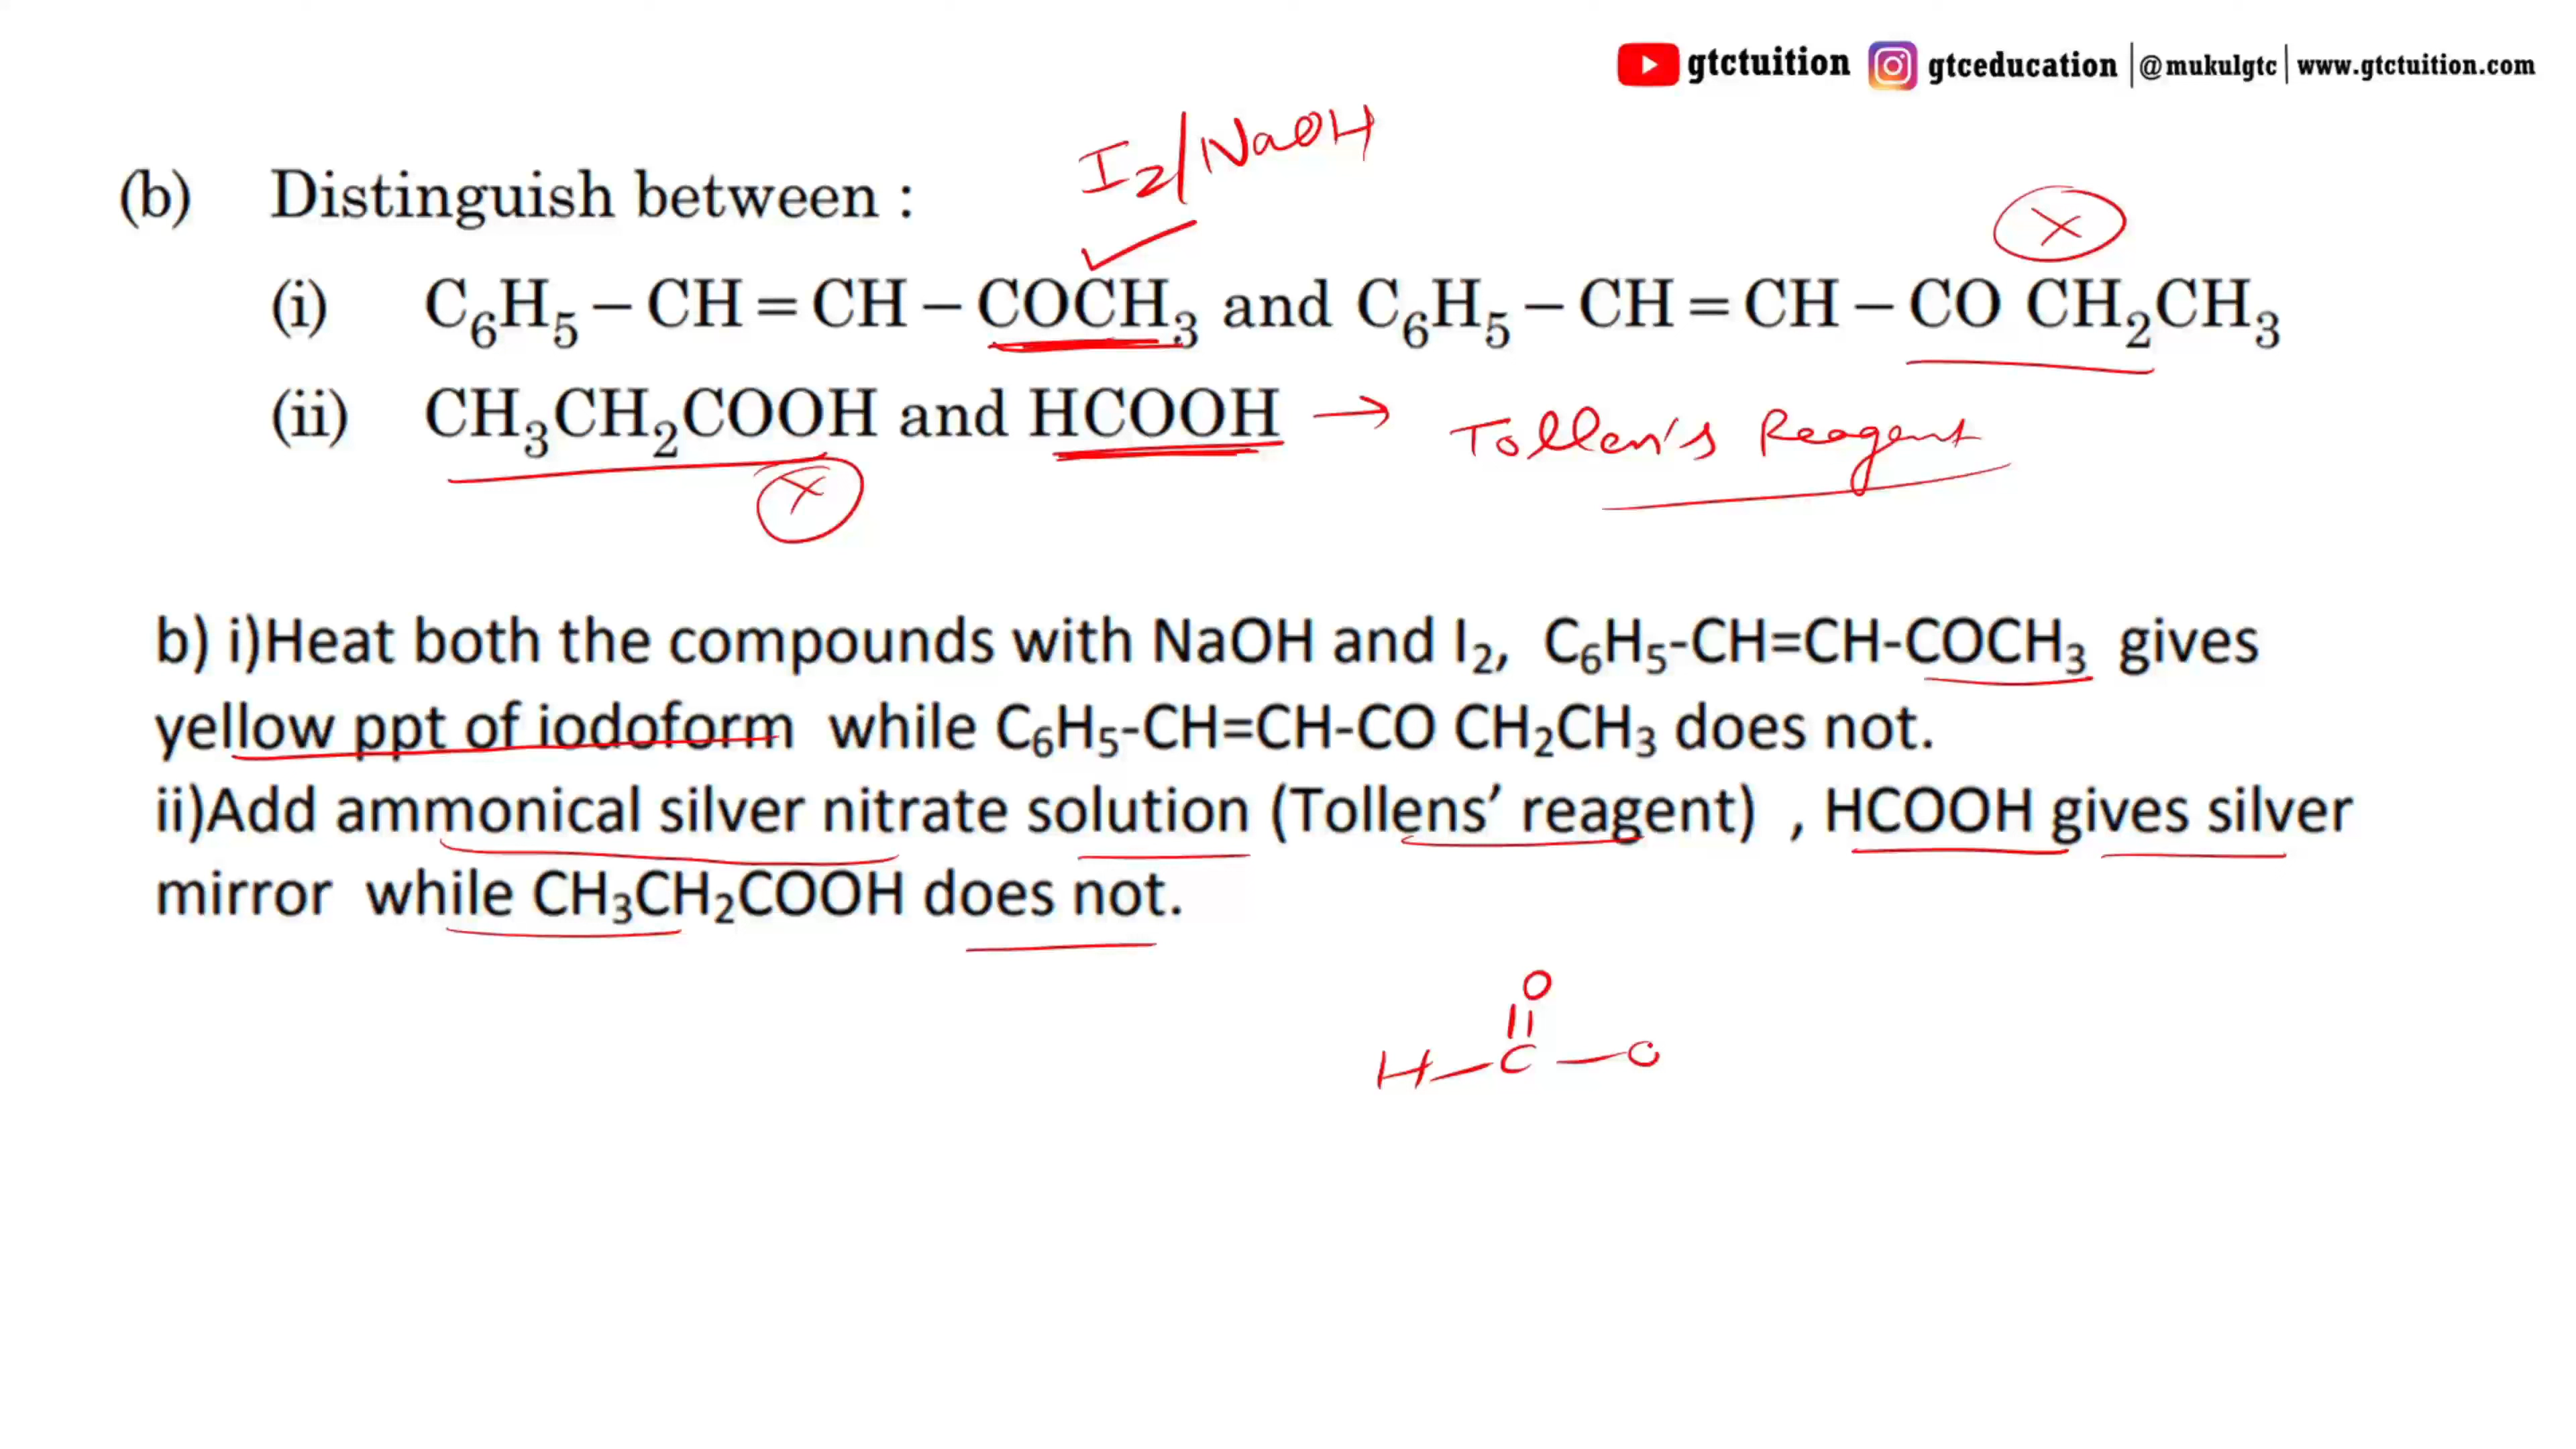 gtctuition gtceducation | @mukulgtc | www.gtctuition.com
I₂/NaOH
(b) Distinguish between :
X
(i) C₆H₅ – CH = CH – COCH₃ and C₆H₅ – CH = CH – CO CH₂CH₃
(ii) CH₃CH₂COOH and HCOOH → Tollen's Reagent
X
b) i)Heat both the compounds with NaOH and I₂, C₆H₅-CH=CH-COCH₃ gives
yellow ppt of iodoform while C₆H₅-CH=CH-CO CH₂CH₃ does not.
ii)Add ammonical silver nitrate solution (Tollens’ reagent) , HCOOH gives silver
mirror while CH₃CH₂COOH does not.
O
H – C – O